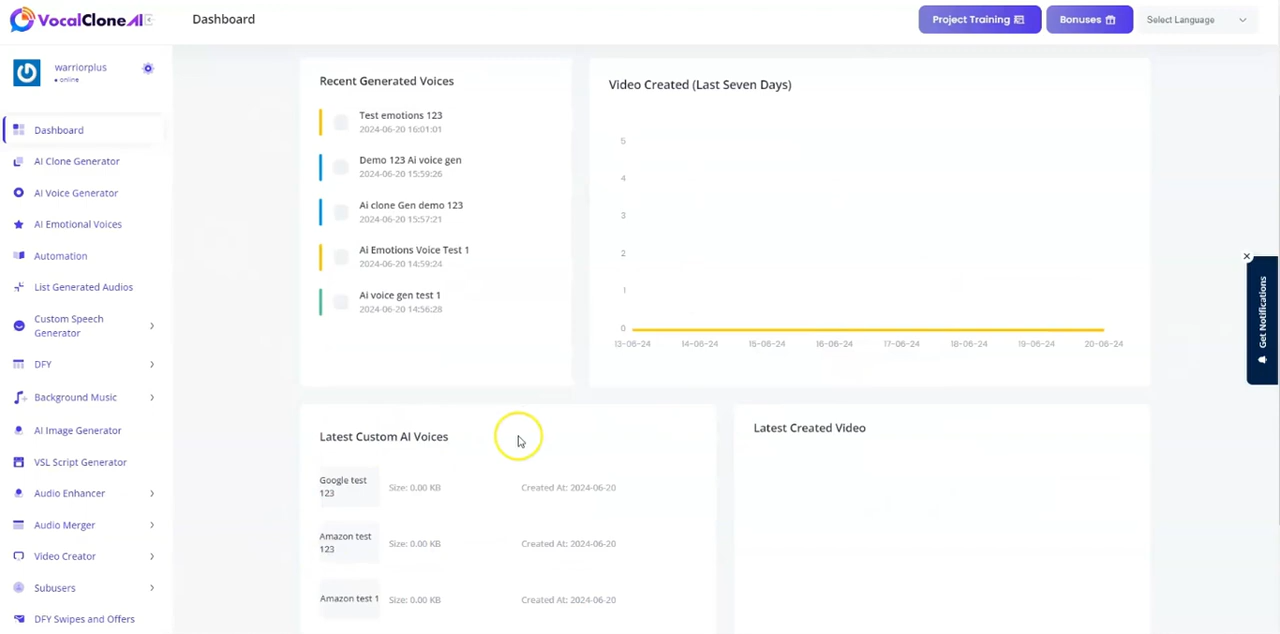 VocalCloneAI
Dashboard
Project Training
Bonuses
Select Language
warriorplus
online
Dashboard
AI Clone Generator
AI Voice Generator
AI Emotional Voices
Automation
List Generated Audios
Custom Speech
Generator
DFY
Background Music
AI Image Generator
VSL Script Generator
Audio Enhancer
Audio Merger
Video Creator
Subusers
DFY Swipes and Offers
Recent Generated Voices
Test emotions 123
2024-06-20 16:01:01
Demo 123 Ai voice gen
2024-06-20 15:59:26
Ai clone Gen demo 123
2024-06-20 15:57:21
Ai Emotions Voice Test 1
2024-06-20 14:59:24
Ai voice gen test 1
2024-06-20 14:56:28
Video Created (Last Seven Days)
5
4
3
2
1
0
13-06-24 14-06-24 15-06-24 16-06-24 17-06-24 18-06-24 19-06-24 20-06-24
Latest Custom AI Voices
Google test
123
Size: 0.00 KB
Created At: 2024-06-20
Amazon test
123
Size: 0.00 KB
Created At: 2024-06-20
Amazon test 1
Size: 0.00 KB
Created At: 2024-06-20
Latest Created Video
Get Notifications